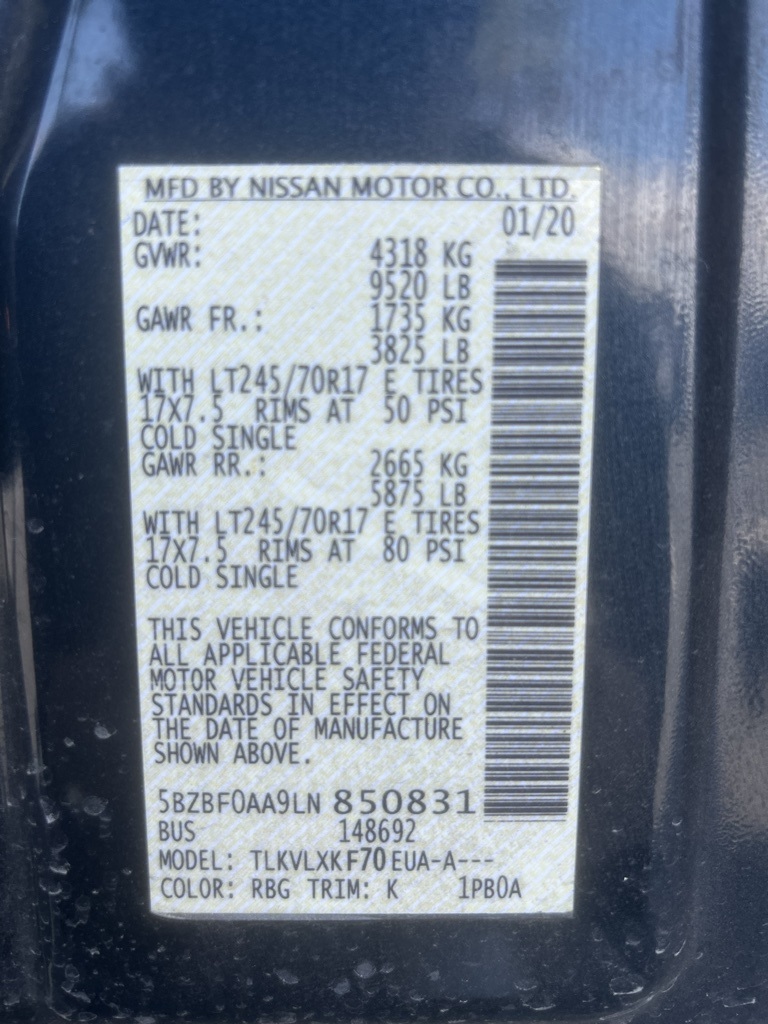 MFD BY NISSAN MOTOR CO., LTD.
DATE: 01/20
GVWR: 4318 KG
9520 LB
GAWR FR.: 1735 KG
3825 LB
WITH LT245/70R17 E TIRES
17X7.5 RIMS AT 50 PSI
COLD SINGLE
GAWR RR.: 2665 KG
5875 LB
WITH LT245/70R17 E TIRES
17X7.5 RIMS AT 80 PSI
COLD SINGLE
THIS VEHICLE CONFORMS TO
ALL APPLICABLE FEDERAL
MOTOR VEHICLE SAFETY
STANDARDS IN EFFECT ON
THE DATE OF MANUFACTURE
SHOWN ABOVE.
5BZBF0AA9LN 850831
BUS 148692
MODEL: TLKVLXKF70EUA-A---
COLOR: RBG TRIM: K 1PB0A